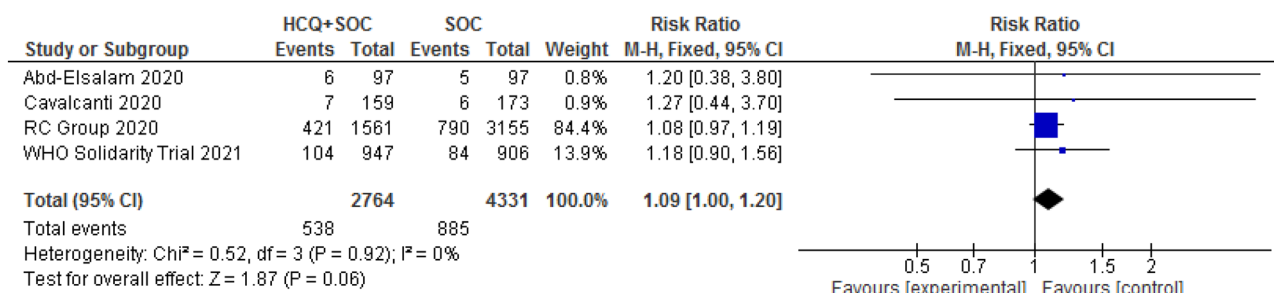 HCQ+SOC SOC Risk Ratio Risk Ratio
Study or Subgroup Events Total Events Total Weight M-H, Fixed, 95% CI M-H, Fixed, 95% CI
Abd-Elsalam 2020 6 97 5 97 0.8% 1.20 [0.38, 3.80]
Cavalcanti 2020 7 159 6 173 0.9% 1.27 [0.44, 3.70]
RC Group 2020 421 1561 790 3155 84.4% 1.08 [0.97, 1.19]
WHO Solidarity Trial 2021 104 947 84 906 13.9% 1.18 [0.90, 1.56]
Total (95% CI) 2764 4331 100.0% 1.09 [1.00, 1.20]
Total events 538 885
Heterogeneity: Chi² = 0.52, df = 3 (P = 0.92); I² = 0%
Test for overall effect: Z = 1.87 (P = 0.06)
0.5 0.7 1 1.5 2
Favours [experimental] Favours [control]